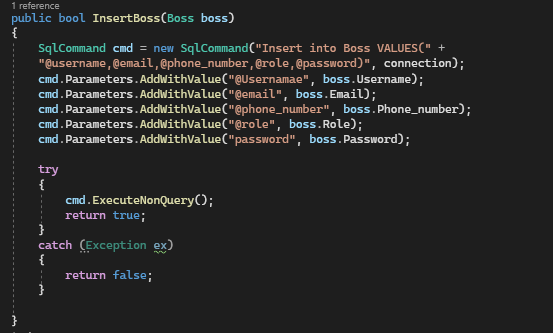 1 reference
public bool InsertBoss(Boss boss)
{
SqlCommand cmd = new SqlCommand("Insert into Boss VALUES(" +
"@username,@email,@phone_number,@role,@password)", connection);
cmd.Parameters.AddWithValue("@Usernamae", boss.Username);
cmd.Parameters.AddWithValue("@email", boss.Email);
cmd.Parameters.AddWithValue("@phone_number", boss.Phone_number);
cmd.Parameters.AddWithValue("@role", boss.Role);
cmd.Parameters.AddWithValue("password", boss.Password);
try
{
cmd.ExecuteNonQuery();
return true;
}
catch (Exception ex)
{
return false;
}
}